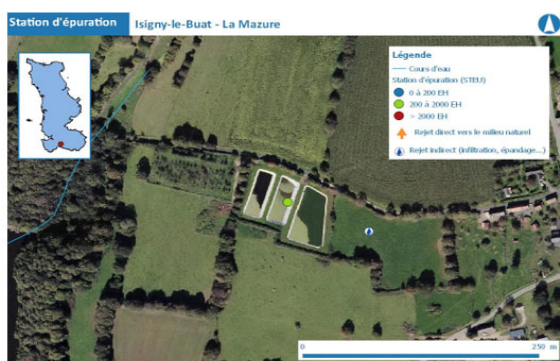 Station d'épuration
Isigny-le-Buat - La Mazure
Légende
Cours d'eau
Station d'épuration (STEU)
0 à 200 EH
200 à 2000 EH
> 2000 EH
Rejet direct vers le milieu naturel
Rejet indirect (infiltration, épandage...)
0
250 m